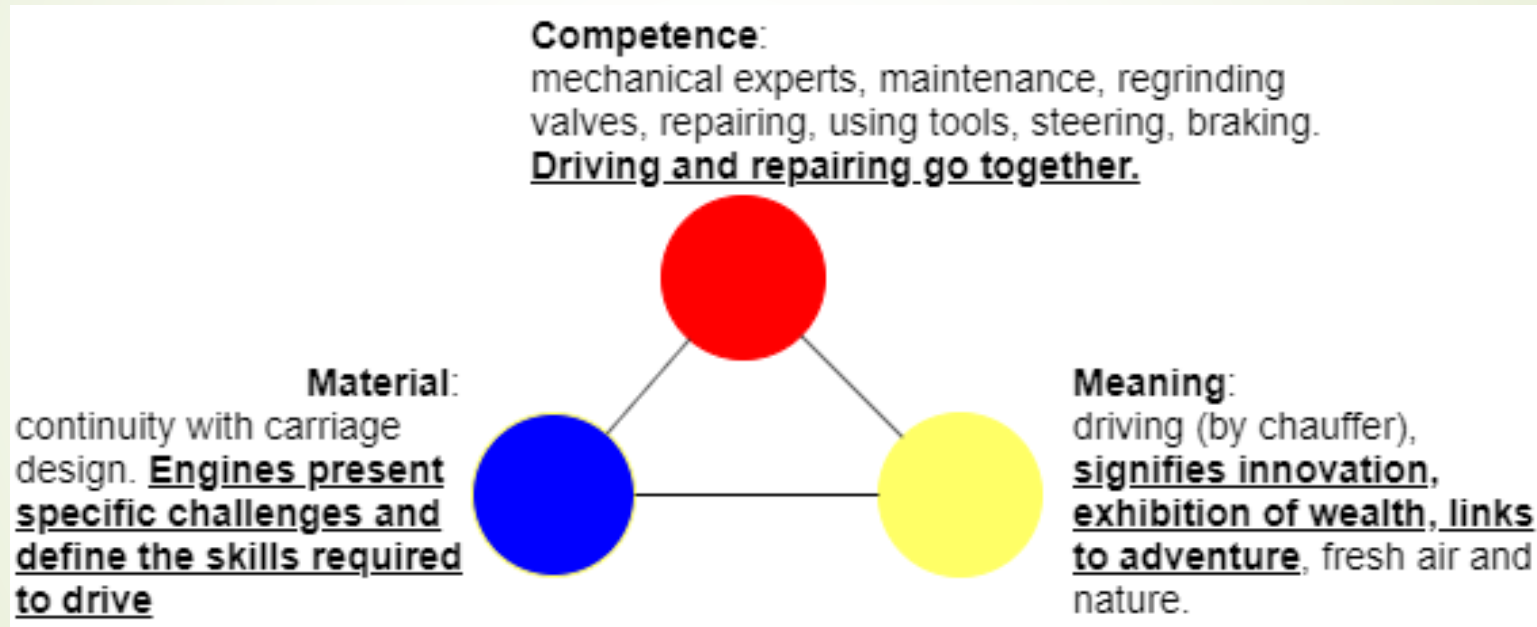 Competence:
mechanical experts, maintenance, regrinding
valves, repairing, using tools, steering, braking.
Driving and repairing go together.
Material:
continuity with carriage
design. Engines present
specific challenges and
define the skills required
to drive
Meaning:
driving (by chauffer),
signifies innovation,
exhibition of wealth, links
to adventure, fresh air and
nature.